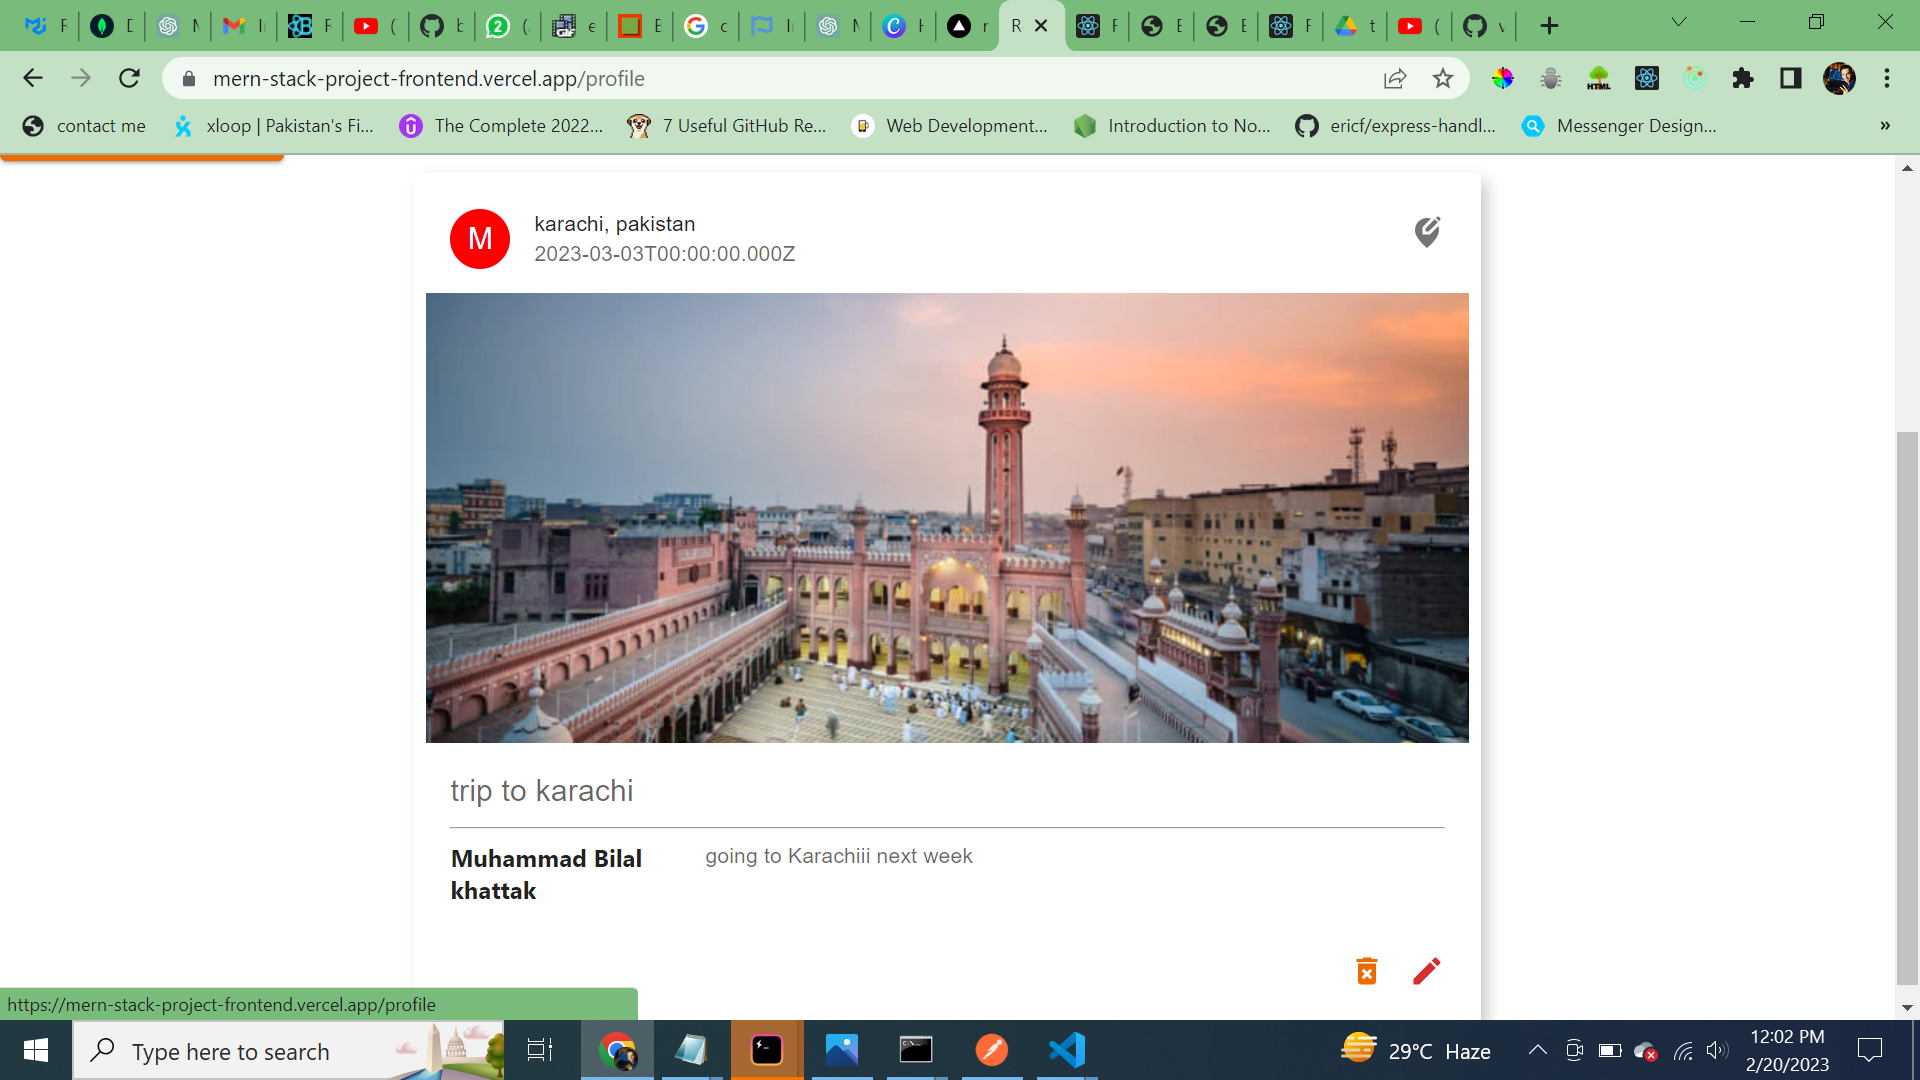 mern-stack-project-frontend.vercel.app/profile
contact me
xloop | Pakistan's Fi...
The Complete 2022...
7 Useful GitHub Re...
Web Development...
Introduction to No...
ericf/express-handl...
Messenger Design...
»
M
karachi, pakistan
2023-03-03T00:00:00.000Z
trip to karachi
Muhammad Bilal
khattak
going to Karachiii next week
https://mern-stack-project-frontend.vercel.app/profile
Type here to search
29°C Haze
12:02 PM
2/20/2023